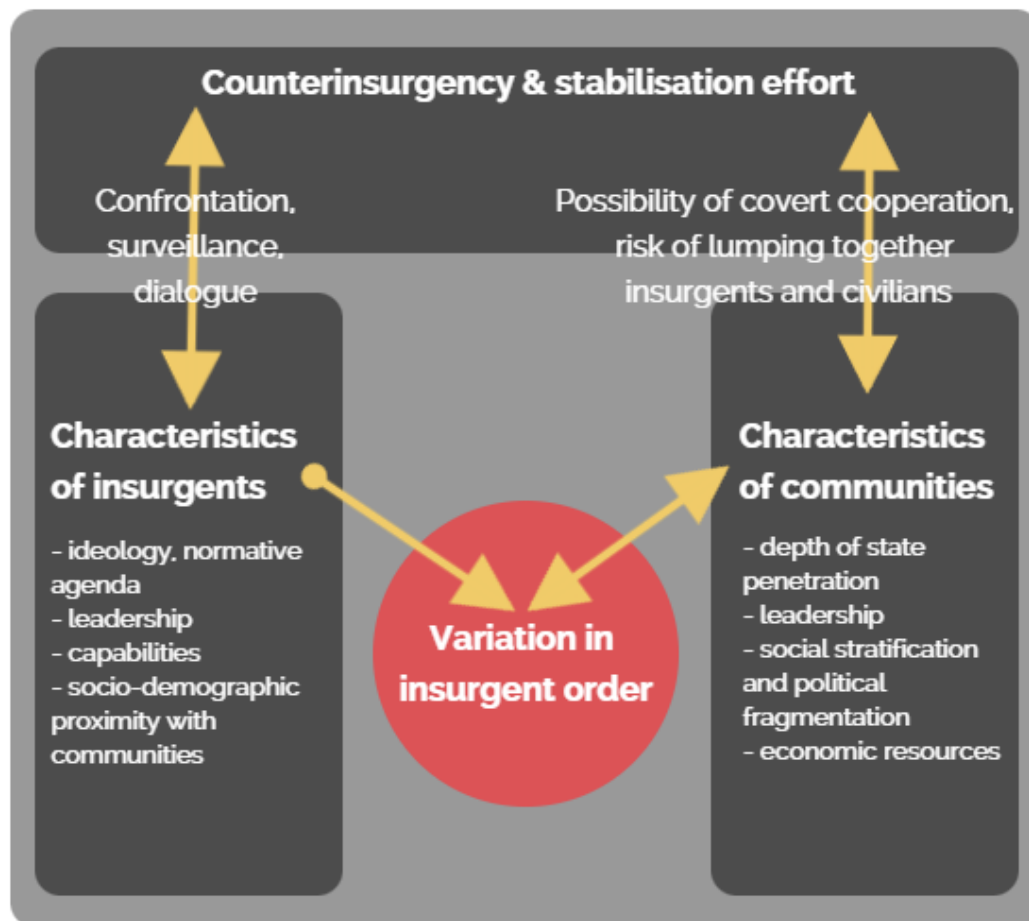 Counterinsurgency & stabilisation effort
Confrontation,
surveillance,
dialogue
Possibility of covert cooperation,
risk of lumping together
insurgents and civilians
Characteristics
of insurgents
- ideology, normative
agenda
- leadership
- capabilities
- socio-demographic
proximity with
communities
Variation in
insurgent order
Characteristics
of communities
- depth of state
penetration
- leadership
- social stratification
and political
fragmentation
- economic resources